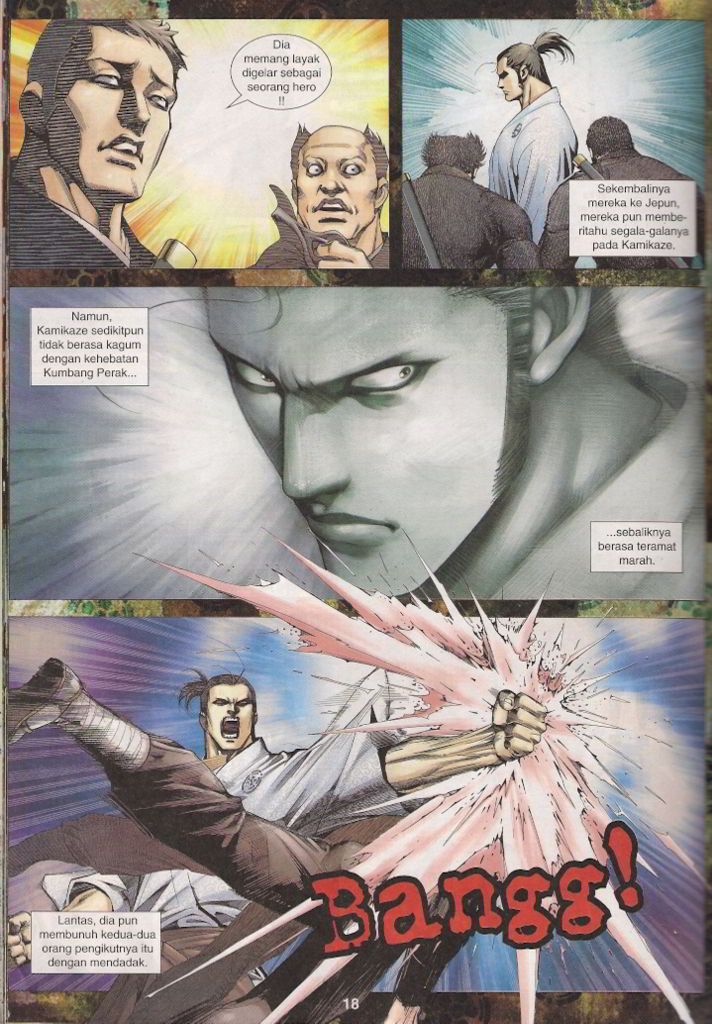 Dia
memang layak
digelar sebagai
seorang hero
!!
Sekembalinya
mereka ke Jepun,
mereka pun membe-
ritahu segala-galanya
pada Kamikaze.
Namun,
Kamikaze sedikitpun
tidak berasa kagum
dengan kehebatan
Kumbang Perak...
...sebaliknya
berasa teramat
marah.
Bangg!
Lantas, dia pun
membunuh kedua-dua
orang pengikutnya itu
dengan mendadak.
18